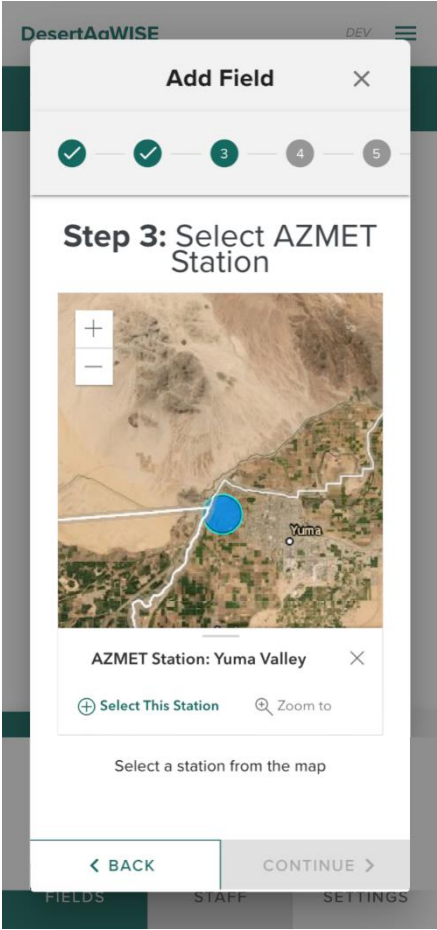 DesertAgWISE DEV
Add Field
3 4 5
Step 3: Select AZMET
Station
Yuma
AZMET Station: Yuma Valley
Select This Station Zoom to
Select a station from the map
BACK CONTINUE
FIELDS STAFF SETTINGS